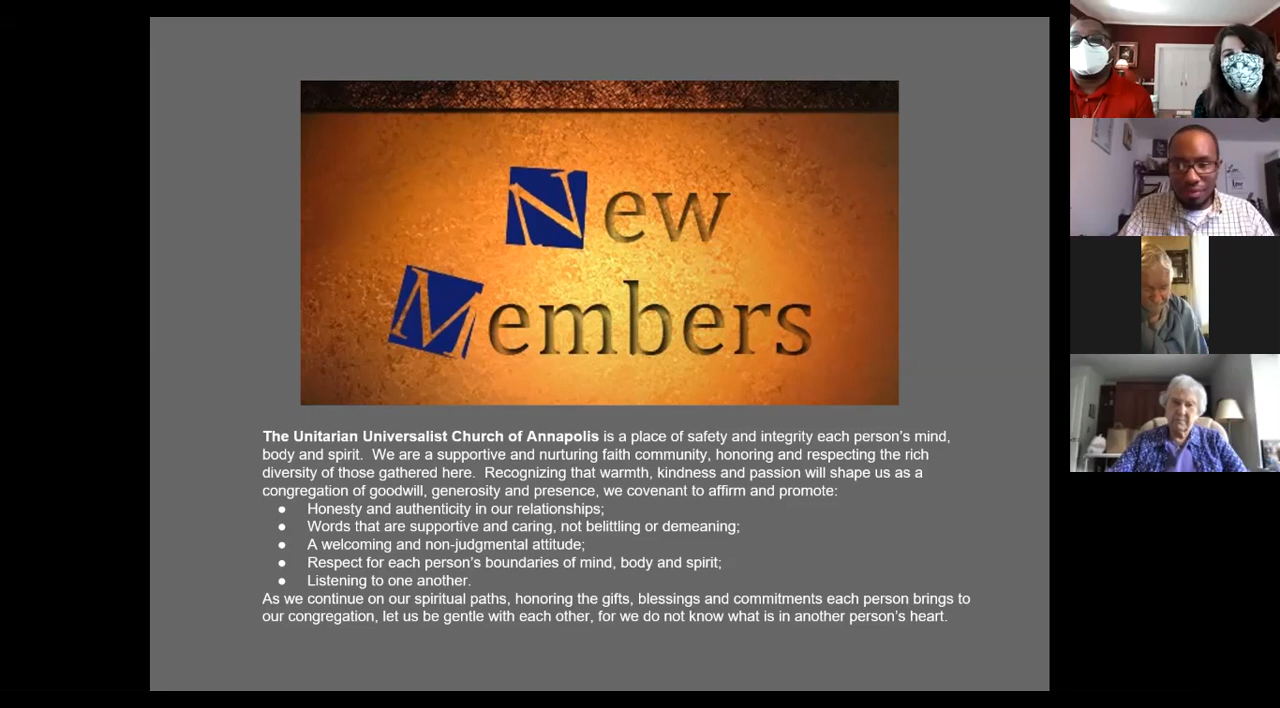 New
Members
The Unitarian Universalist Church of Annapolis is a place of safety and integrity each person's mind,
body and spirit.  We are a supportive and nurturing faith community, honoring and respecting the rich
diversity of those gathered here.  Recognizing that warmth, kindness and passion will shape us as a
congregation of goodwill, generosity and presence, we covenant to affirm and promote:
● Honesty and authenticity in our relationships;
● Words that are supportive and caring, not belittling or demeaning;
● A welcoming and non-judgmental attitude;
● Respect for each person's boundaries of mind, body and spirit;
● Listening to one another.
As we continue on our spiritual paths, honoring the gifts, blessings and commitments each person brings to
our congregation, let us be gentle with each other, for we do not know what is in another person's heart.